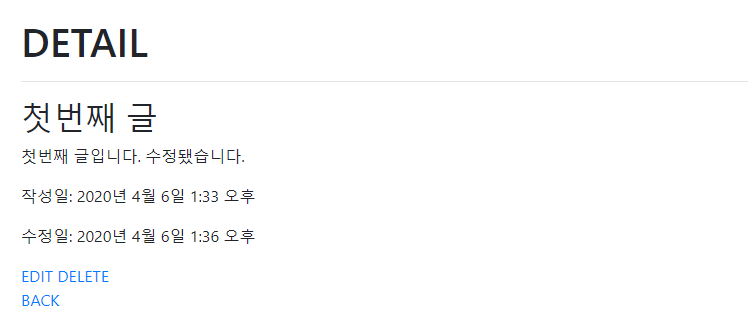 DETAIL
첫번째 글
첫번째 글입니다. 수정됐습니다.
작성일: 2020년 4월 6일 1:33 오후
수정일: 2020년 4월 6일 1:36 오후
EDIT DELETE
BACK